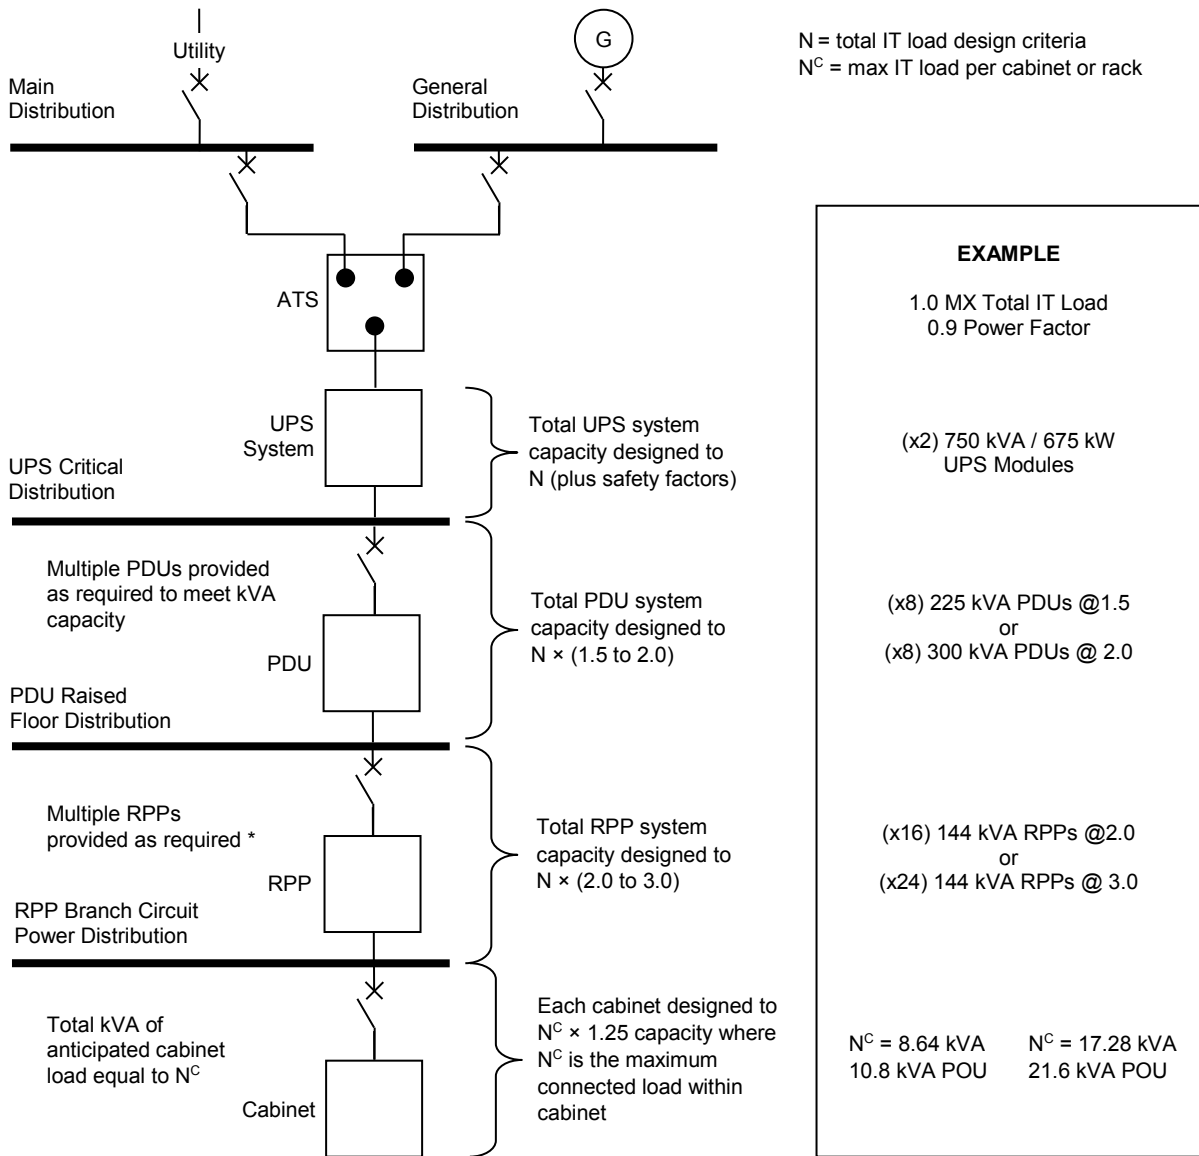 Utility
G
N = total IT load design criteria
N^C = max IT load per cabinet or rack
Main
Distribution
General
Distribution
ATS
UPS
System
UPS Critical
Distribution
Total UPS system
capacity designed to
N (plus safety factors)
Multiple PDUs provided
as required to meet kVA
capacity
PDU
PDU Raised
Floor Distribution
Total PDU system
capacity designed to
N × (1.5 to 2.0)
Multiple RPPs
provided as required *
RPP
RPP Branch Circuit
Power Distribution
Total RPP system
capacity designed to
N × (2.0 to 3.0)
Total kVA of
anticipated cabinet
load equal to N^C
Cabinet
Each cabinet designed to
N^C × 1.25 capacity where
N^C is the maximum
connected load within
cabinet
EXAMPLE
1.0 MX Total IT Load
0.9 Power Factor
(x2) 750 kVA / 675 kW
UPS Modules
(x8) 225 kVA PDUs @1.5
or
(x8) 300 kVA PDUs @ 2.0
(x16) 144 kVA RPPs @2.0
or
(x24) 144 kVA RPPs @ 3.0
N^C = 8.64 kVA
10.8 kVA POU
N^C = 17.28 kVA
21.6 kVA POU